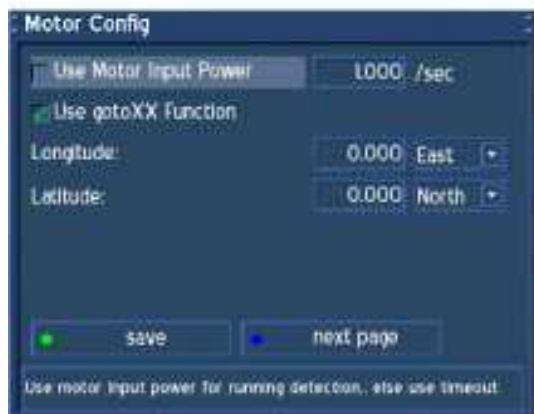 Motor Config
Use Motor Input Power 1.000 /sec
Use gotoXX Function
Longitude: 0.000 East
Latitude: 0.000 North
save next page
Use motor input power for running detection.. else use timeout